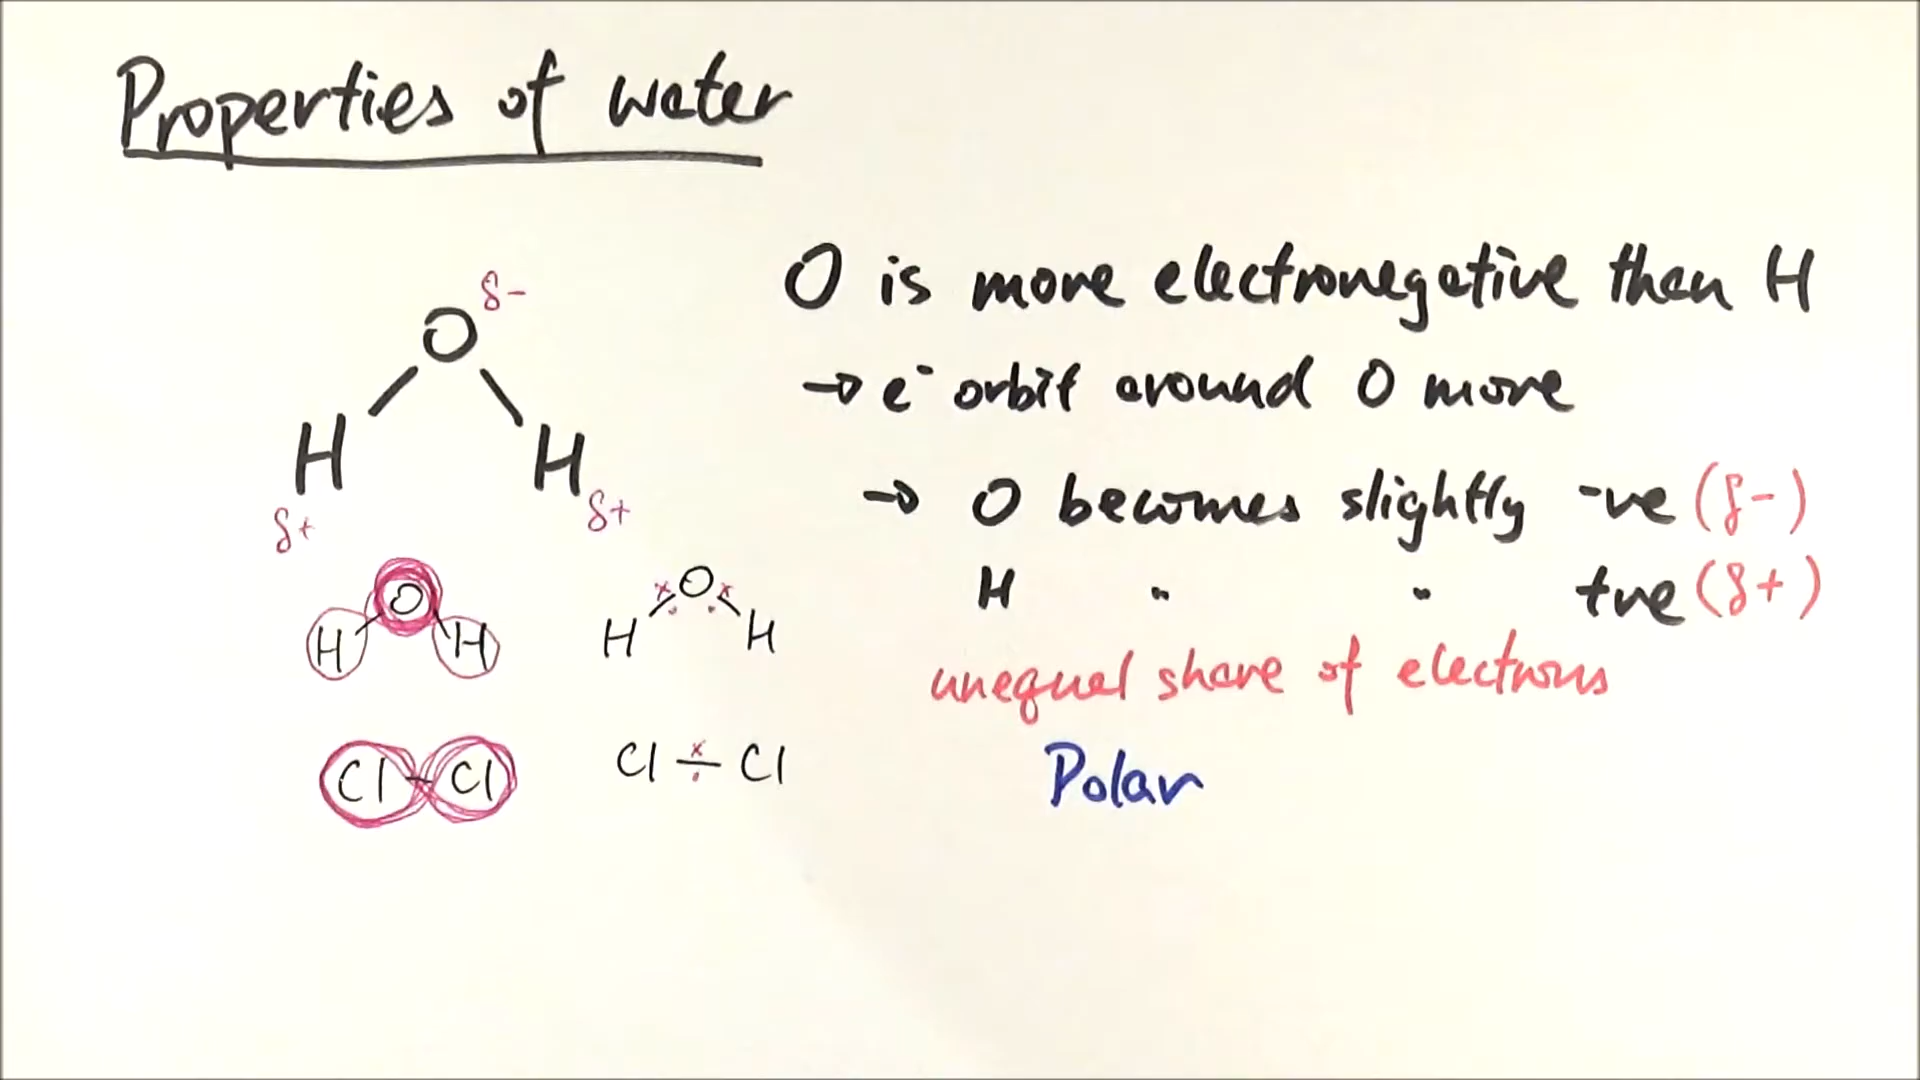 Properties of water
O is more electronegative than H
→ e⁻ orbit around O more
→ O becomes slightly -ve (δ-)
H " " +ve (δ+)
unequal share of electrons
Polar
δ-
O
H H
δ+ δ+
O
H H
O
x x
H H
Cl - Cl
x
Cl - Cl